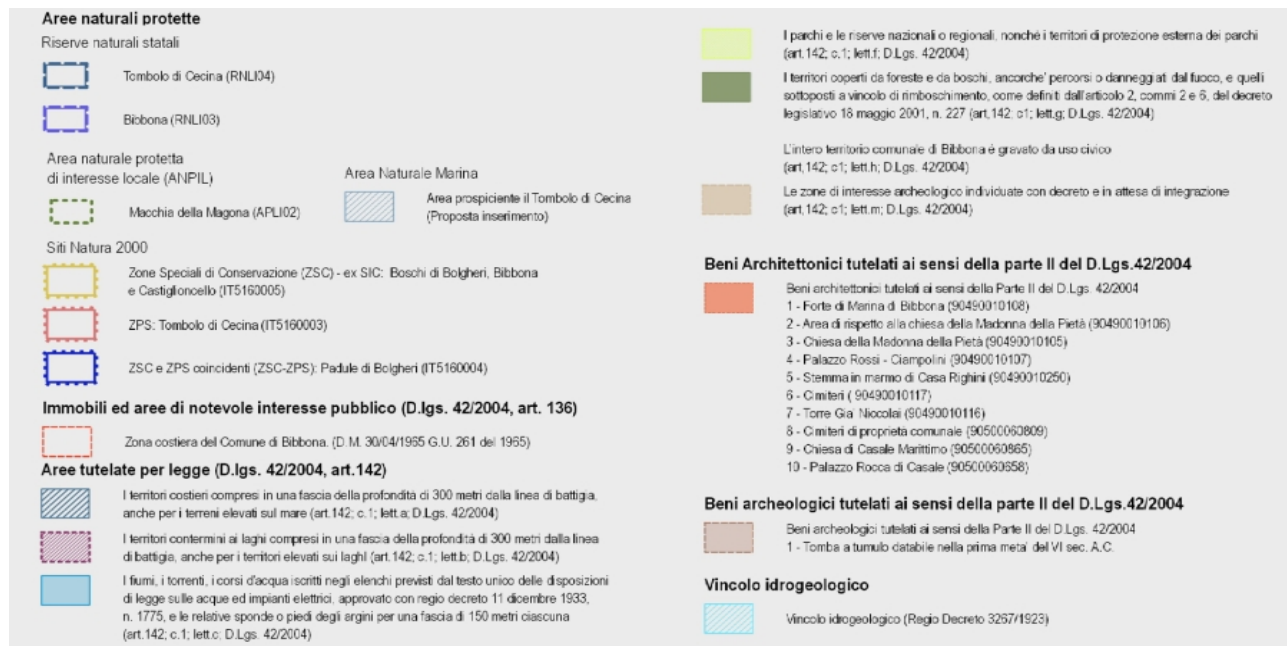 Aree naturali protette
Riserve naturali statali
Tombolo di Cecina (RNLI04)
Bibbona (RNLI03)
Area naturale protetta
di interesse locale (ANPIL)
Macchia della Magona (APLI02)
Area Naturale Marina
Area prospiciente il Tombolo di Cecina
(Proposta inserimento)
Siti Natura 2000
Zone Speciali di Conservazione (ZSC) - ex SIC: Boschi di Bolgheri, Bibbona
e Castiglioncello (IT5160005)
ZPS: Tombolo di Cecina (IT5160003)
ZSC e ZPS coincidenti (ZSC-ZPS): Padule di Bolgheri (IT5160004)
Immobili ed aree di notevole interesse pubblico (D.lgs. 42/2004, art. 136)
Zona costiera del Comune di Bibbona. (D.M. 30/04/1965 G.U. 261 del 1965)
Aree tutelate per legge (D.lgs. 42/2004, art.142)
I territori costieri compresi in una fascia della profondità di 300 metri dalla linea di battigia,
anche per i terreni elevati sul mare (art.142; c.1; lett.a; D.Lgs. 42/2004)
I territori contermini ai laghi compresi in una fascia della profondità di 300 metri dalla linea
di battigia, anche per i territori elevati sui laghI (art.142; c.1; lett.b; D.Lgs. 42/2004)
I fiumi, i torrenti, i corsi d'acqua iscritti negli elenchi previsti dal testo unico delle disposizioni
di legge sulle acque ed impianti elettrici, approvato con regio decreto 11 dicembre 1933,
n. 1775, e le relative sponde o piedi degli argini per una fascia di 150 metri ciascuna
(art.142; c.1; lett.c; D.Lgs. 42/2004)
I parchi e le riserve nazionali o regionali, nonché i territori di protezione esterna dei parchi
(art.142; c.1; lett.f; D.Lgs. 42/2004)
I territori coperti da foreste e da boschi, ancorche' percorsi o danneggiati dal fuoco, e quelli
sottoposti a vincolo di rimboschimento, come definiti dall'articolo 2, commi 2 e 6, del decreto
legislativo 18 maggio 2001, n. 227 (art.142; c1; lett.g; D.Lgs. 42/2004)
L'intero territorio comunale di Bibbona è gravato da uso civico
(art.142; c1; lett.h; D.Lgs. 42/2004)
Le zone di interesse archeologico individuate con decreto e in attesa di integrazione
(art.142; c1; lett.m; D.Lgs. 42/2004)
Beni Architettonici tutelati ai sensi della parte II del D.Lgs.42/2004
Beni architettonici tutelati ai sensi della Parte II del D.Lgs. 42/2004
1 - Forte di Marina di Bibbona (90490010108)
2 - Area di rispetto alla chiesa della Madonna della Pietà (90490010106)
3 - Chiesa della Madonna della Pietà (90490010105)
4 - Palazzo Rossi - Ciampolini (90490010107)
5 - Stemma in marmo di Casa Righini (90490010250)
6 - Cimiteri ( 90490010117)
7 - Torre Gia' Niccolai (90490010116)
8 - Cimiteri di proprietà comunale (90500060809)
9 - Chiesa di Casale Marittimo (90500060865)
10 - Palazzo Rocca di Casale (90500060658)
Beni archeologici tutelati ai sensi della parte II del D.Lgs.42/2004
Beni archeologici tutelati ai sensi della Parte II del D.Lgs. 42/2004
1 - Tomba a tumulo databile nella prima meta' del VI sec. A.C.
Vincolo idrogeologico
Vincolo idrogeologico (Regio Decreto 3267/1923)